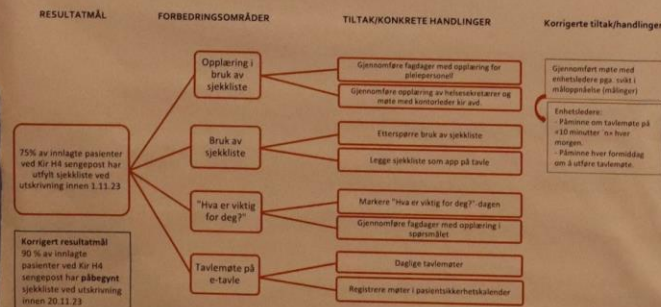 RESULTATMÅL
FORBEDRINGSOMRÅDER
TILTAK/KONKRETE HANDLINGER
Korrigerte tiltak/handlinger
75% av innlagte pasienter
ved Kir H4 sengepost har
utfylt sjekkliste ved
utskrivning innen 1.11.23
Korrigert resultatmål
90 % av innlagte
pasienter ved Kir H4
sengepost har påbegynt
sjekkliste ved utskrivning
innen 20.11.23
Opplæring i
bruk av
sjekkliste
Bruk av
sjekkliste
"Hva er viktig
for deg?"
Tavlemøte på
e-tavle
Gjennomføre fagdager med opplæring for
pleiepersonell
Gjennomføre opplæring av helsesekretærer og
møte med kontorleder kir avd.
Etterspørre bruk av sjekkliste
Legge sjekkliste som app på tavle
Markere "Hva er viktig for deg?"-dagen
Gjennomføre fagdager med opplæring i
spørsmålet
Daglige tavlemøter
Registrere møter i pasientsikkerhetskalender
Gjennomført møte med
enhetsledere pga. svikt i
måloppnåelse (målinger)
Enhetsledere:
- Påminne om tavlemøte på
<10 minutter 'n» hver
morgen.
- Påminne hver formiddag
om å utføre tavlemøte.